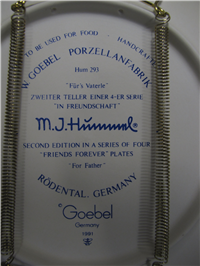 TO BE USED FOR FOOD · HANDCRAFTED
W. GOEBEL PORZELLANFABRIK
Hum 293
"Für's Vaterle"
ZWEITER TELLER EINER 4-ER SERIE
"IN FREUNDSCHAFT"
M.J.Hummel®
SECOND EDITION IN A SERIES OF FOUR
"FRIENDS FOREVER" PLATES
"For Father"
RÖDENTAL, GERMANY
Goebel
Germany
1991